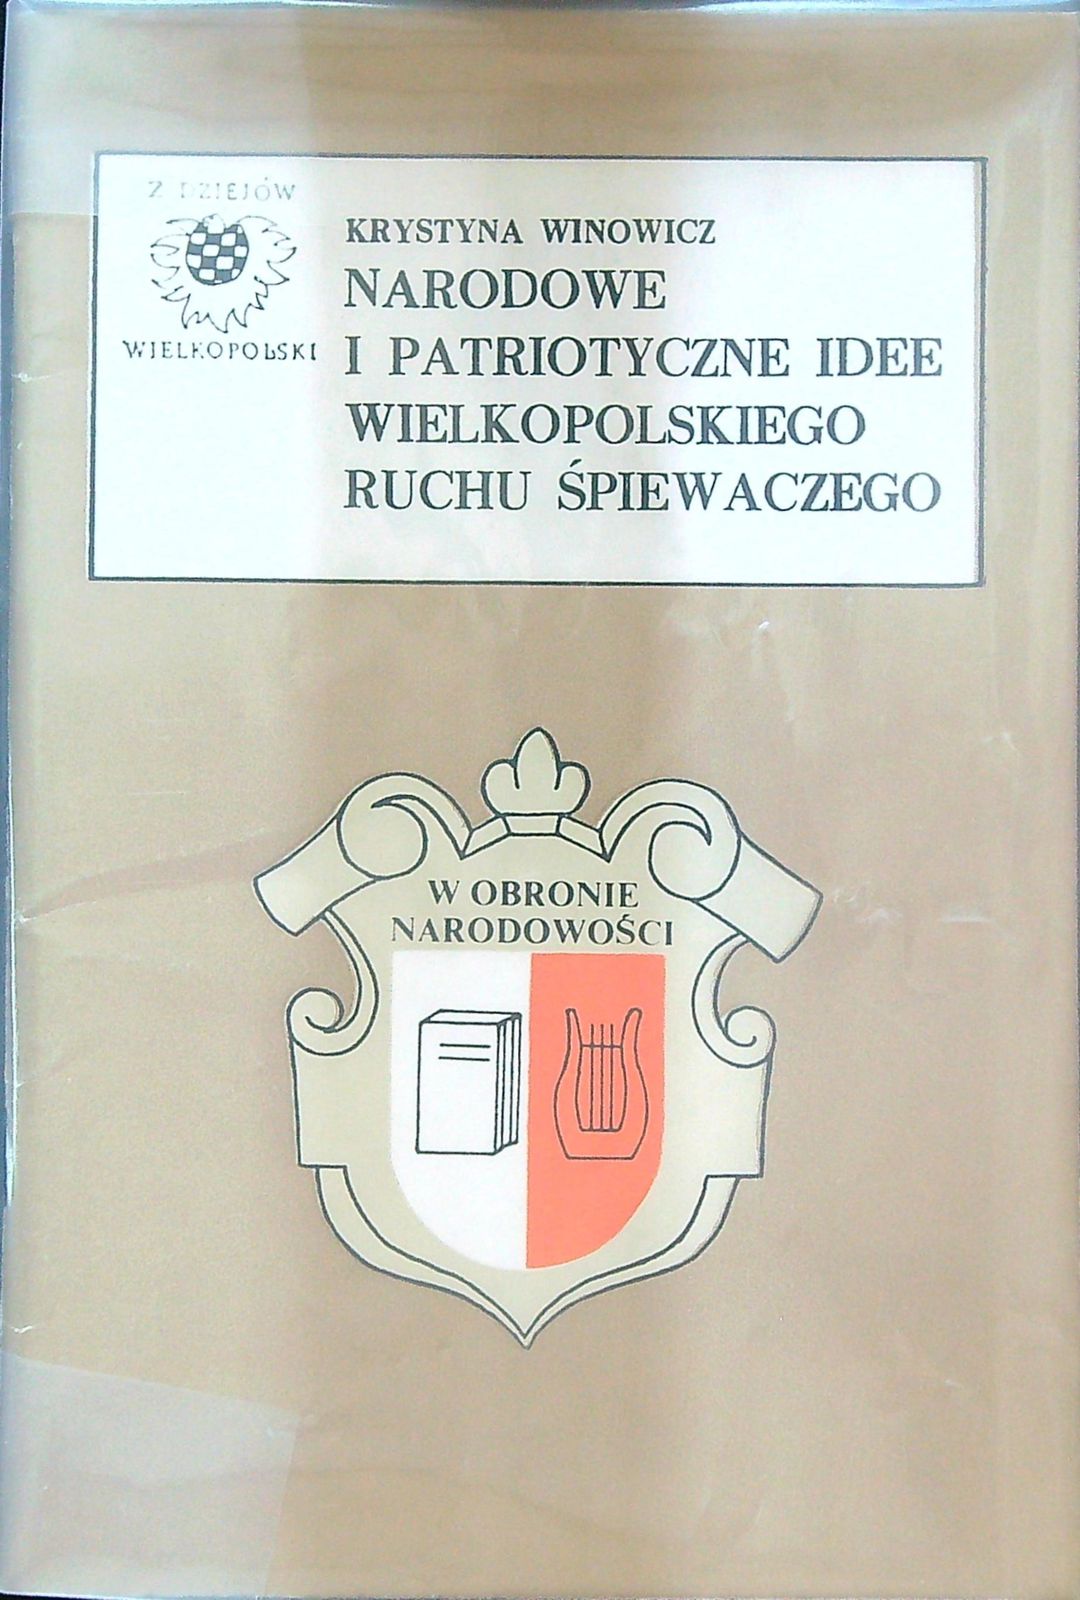 Z DZIEJÓW
WIELKOPOLSKI
KRYSTYNA WINOWICZ
NARODOWE
I PATRIOTYCZNE IDEE
WIELKOPOLSKIEGO
RUCHU ŚPIEWACZEGO
W OBRONIE
NARODOWOŚCI